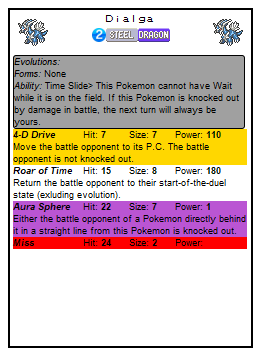 Dialga
2 STEEL DRAGON
Evolutions:
Forms: None
Ability: Time Slide> This Pokemon cannot have Wait
while it is on the field. If this Pokemon is knocked out
by damage in battle, the next turn will always be
yours.
4-D Drive Hit: 7 Size: 7 Power: 110
Move the battle opponent to its P.C. The battle
opponent is not knocked out.
Roar of Time Hit: 15 Size: 8 Power: 180
Return the battle opponent to their start-of-the-duel
state (exluding evolution).
Aura Sphere Hit: 22 Size: 7 Power: 1
Either the battle opponent of a Pokemon directly behind
it in a straight line from this Pokemon is knocked out.
Miss Hit: 24 Size: 2 Power: